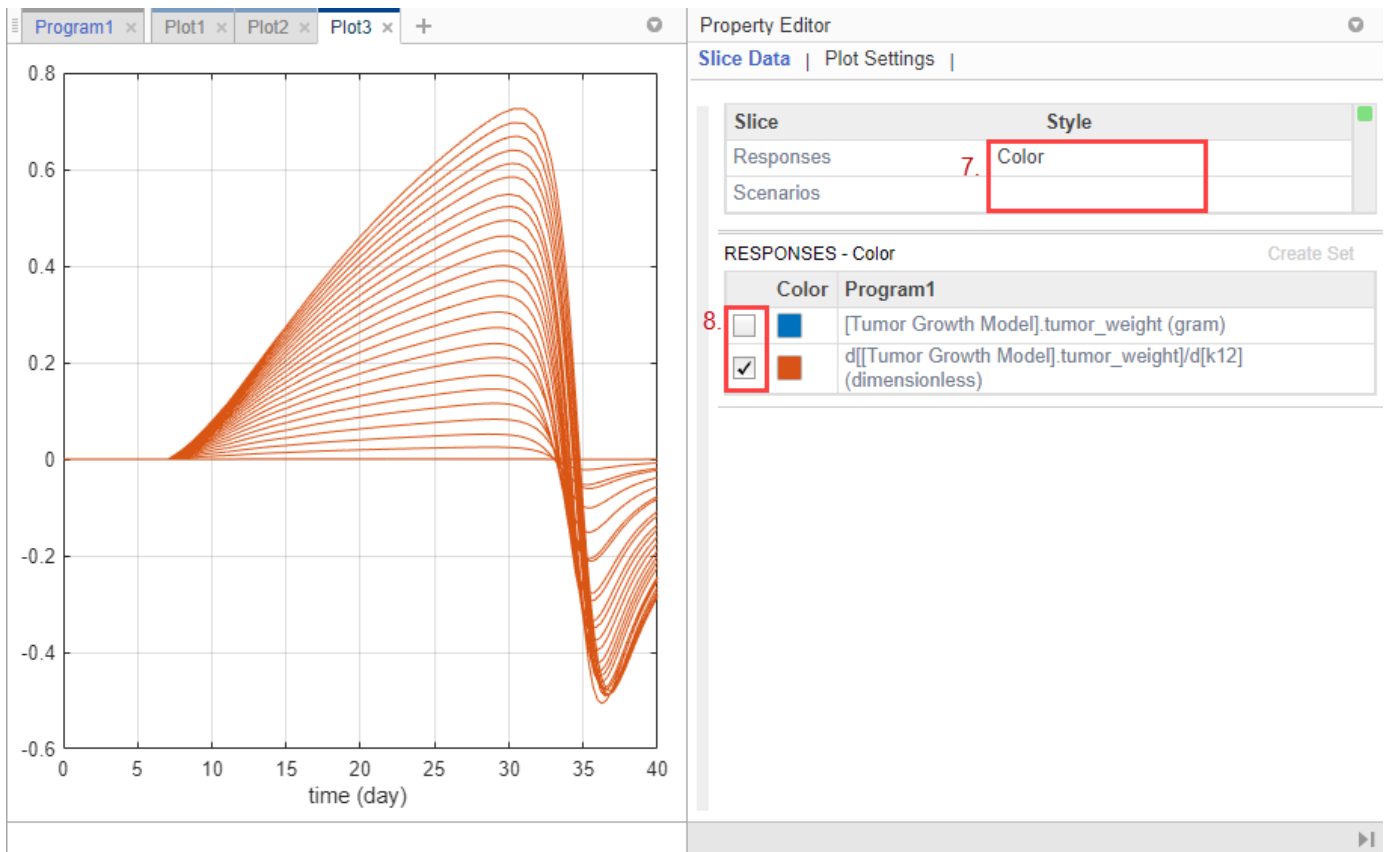 Program1 × Plot1 × Plot2 × Plot3 × +
0.8
0.6
0.4
0.2
0
-0.2
-0.4
-0.6
0 5 10 15 20 25 30 35 40
time (day)
Property Editor
Slice Data | Plot Settings |
Slice Style
Responses 7. Color
Scenarios
RESPONSES - Color Create Set
Color Program1
8. [Tumor Growth Model].tumor_weight (gram)
d[[Tumor Growth Model].tumor_weight]/d[k12]
(dimensionless)